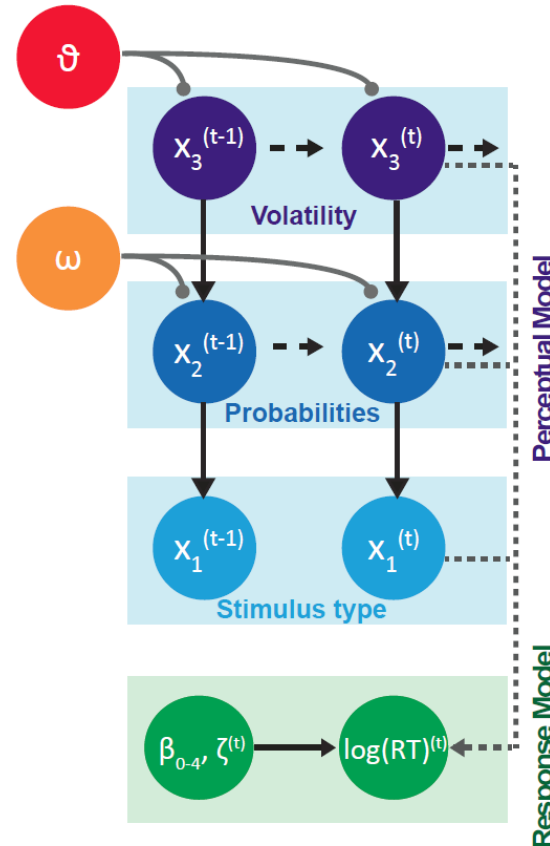 ϑ
x₃⁽ᵗ⁻¹⁾
x₃⁽ᵗ⁾
Volatility
ω
x₂⁽ᵗ⁻¹⁾
x₂⁽ᵗ⁾
Probabilities
Perceptual Model
x₁⁽ᵗ⁻¹⁾
x₁⁽ᵗ⁾
Stimulus type
β₀₋₄, ζ⁽ᵗ⁾
log(RT)⁽ᵗ⁾
Response Model